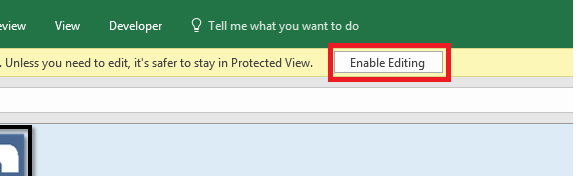 eview View Developer Tell me what you want to do
. Unless you need to edit, it's safer to stay in Protected View. Enable Editing